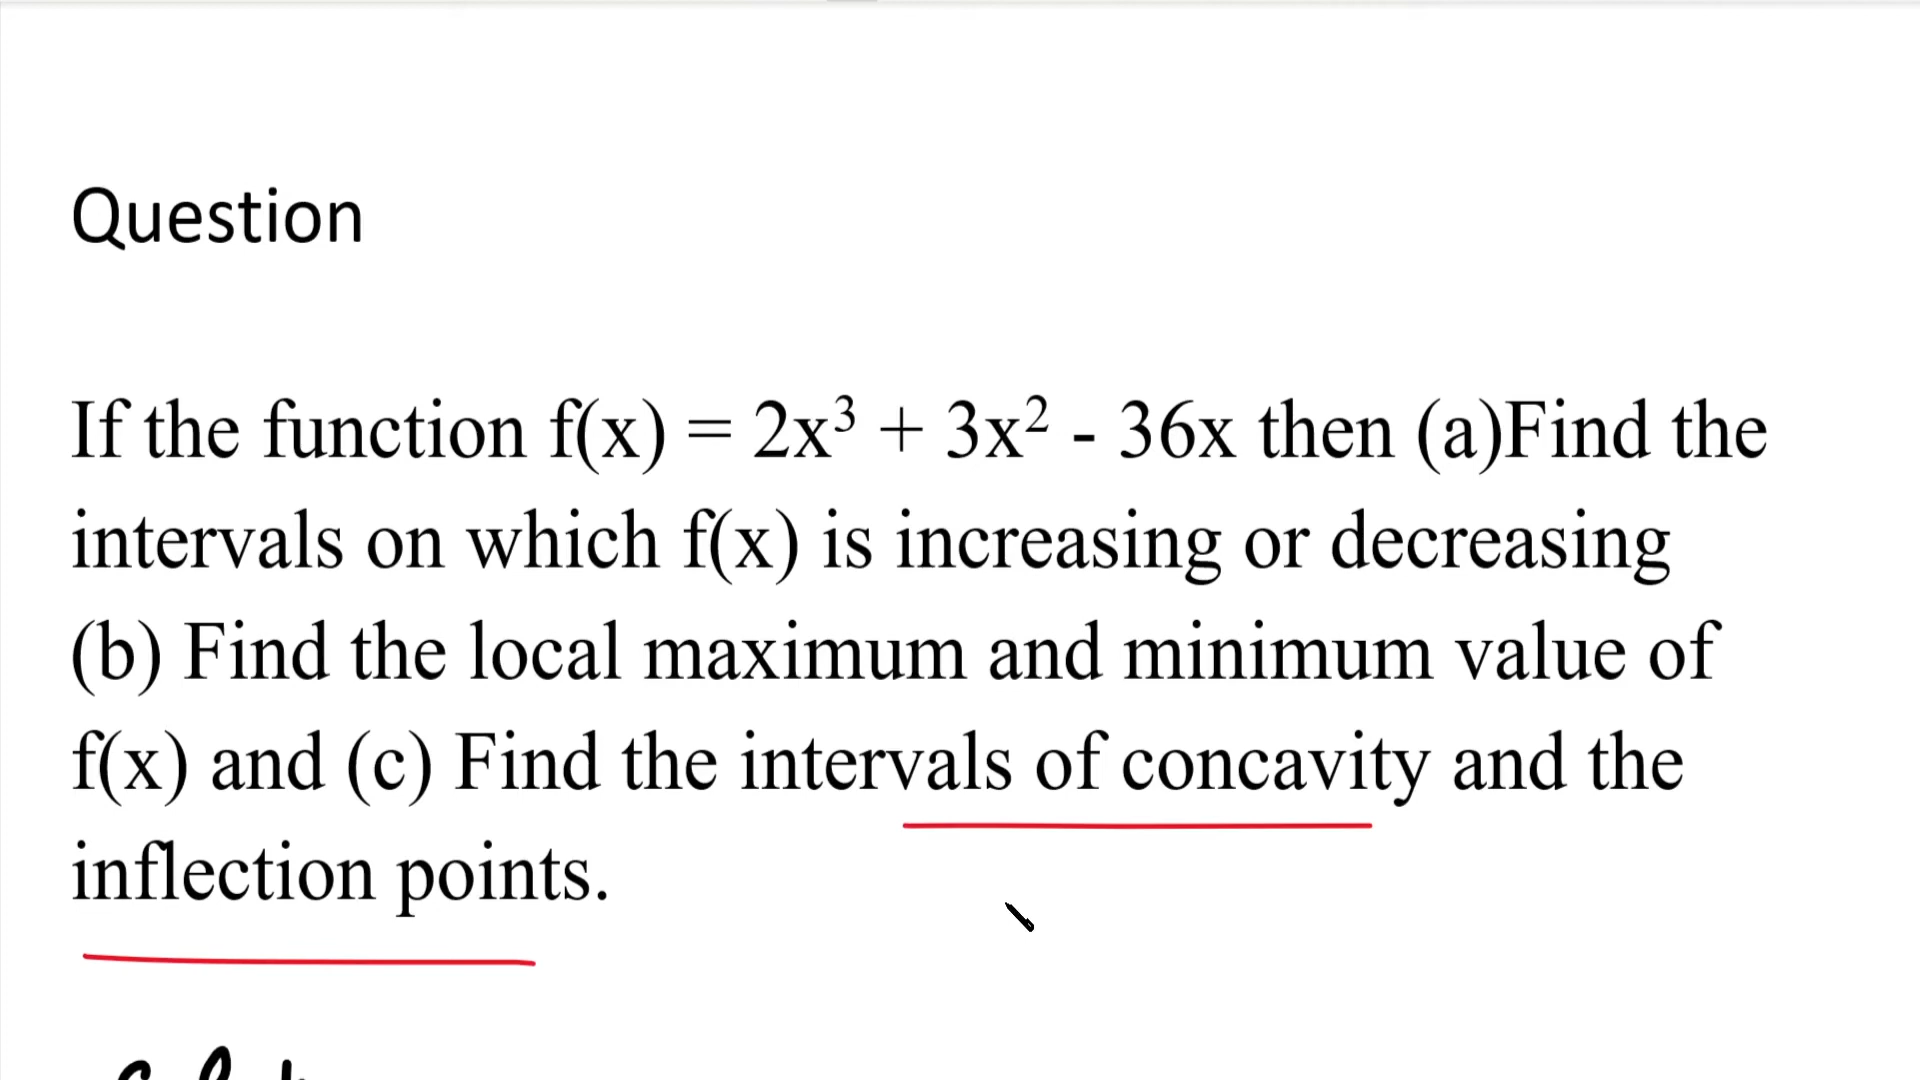 Question
If the function f(x) = 2x³ + 3x² - 36x then (a)Find the
intervals on which f(x) is increasing or decreasing
(b) Find the local maximum and minimum value of
f(x) and (c) Find the intervals of concavity and the
inflection points.